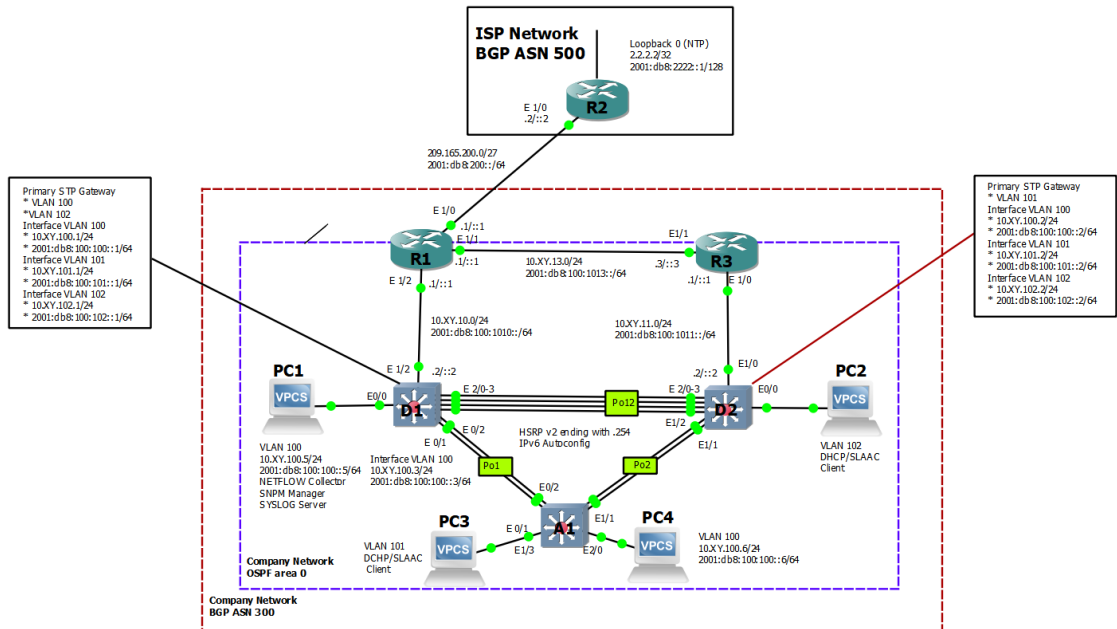 ISP Network
BGP ASN 500
Loopback 0 (NTP)
2.2.2.2/32
2001:db8:2222::1/128
R2
E 1/0
.2/::2
209.165.200.0/27
2001:db8:200::/64
Primary STP Gateway
* VLAN 100
*VLAN 102
Interface VLAN 100
* 10.XY.100.1/24
* 2001:db8:100:100::1/64
Interface VLAN 101
* 10.XY.101.1/24
* 2001:db8:100:101::1/64
Interface VLAN 102
* 10.XY.102.1/24
* 2001:db8:100:102::1/64
Primary STP Gateway
* VLAN 101
Interface VLAN 100
* 10.XY.100.2/24
* 2001:db8:100:100::2/64
Interface VLAN 101
* 10.XY.101.2/24
* 2001:db8:100:101::2/64
Interface VLAN 102
* 10.XY.102.2/24
* 2001:db8:100:102::2/64
E 1/0
.1/::1
E 1/1
R1
.1/::1
E 1/2
.1/::1
10.XY.13.0/24
2001:db8:100:1013::/64
E1/1
.3/::3
R3
.1/::1
E 1/0
10.XY.10.0/24
2001:db8:100:1010::/64
10.XY.11.0/24
2001:db8:100:1011::/64
PC1
VPCS
E0/0
E 1/2
.2/::2
D1
E 2/0-3
Po12
E 2/0-3
.2/::2
E1/0
D2
E0/0
PC2
VPCS
E 0/2
E 0/1
HSRP v2 ending with .254
IPv6 Autoconfig
E1/2
E1/1
VLAN 102
DHCP/SLAAC
Client
VLAN 100
10.XY.100.5/24
2001:db8:100:100::5/64
NETFLOW Collector
SNPM Manager
SYSLOG Server
Interface VLAN 100
10.XY.100.3/24
2001:db8:100:100::3/64
Po1
Po2
E0/2
E 0/1
A1
E1/1
E1/3
E2/0
PC3
VPCS
VLAN 101
DCHP/SLAAC
Client
PC4
VPCS
VLAN 100
10.XY.100.6/24
2001:db8:100:100::6/64
Company Network
OSPF area 0
Company Network
BGP ASN 300